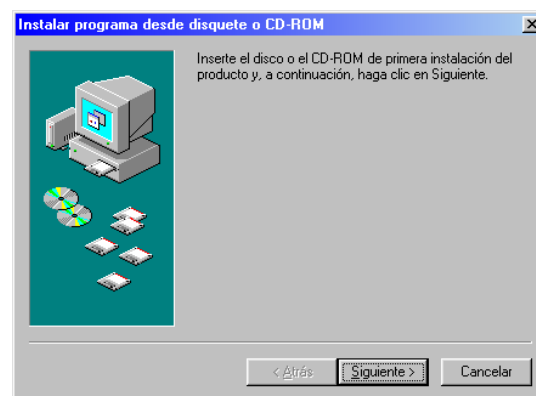 Instalar programa desde disquete o CD-ROM
Inserte el disco o el CD-ROM de primera instalación del
producto y, a continuación, haga clic en Siguiente.
< Atrás
Siguiente >
Cancelar